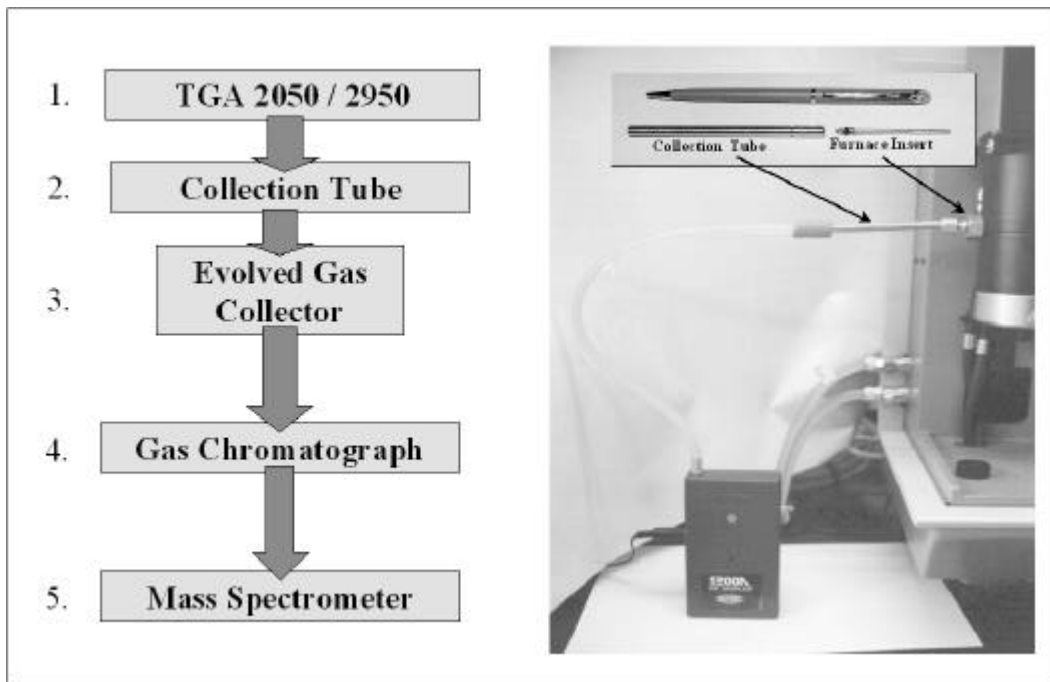 1. TGA 2050 / 2950
2. Collection Tube
3. Evolved Gas
Collector
4. Gas Chromatograph
5. Mass Spectrometer
Collection Tube Furnace Insert